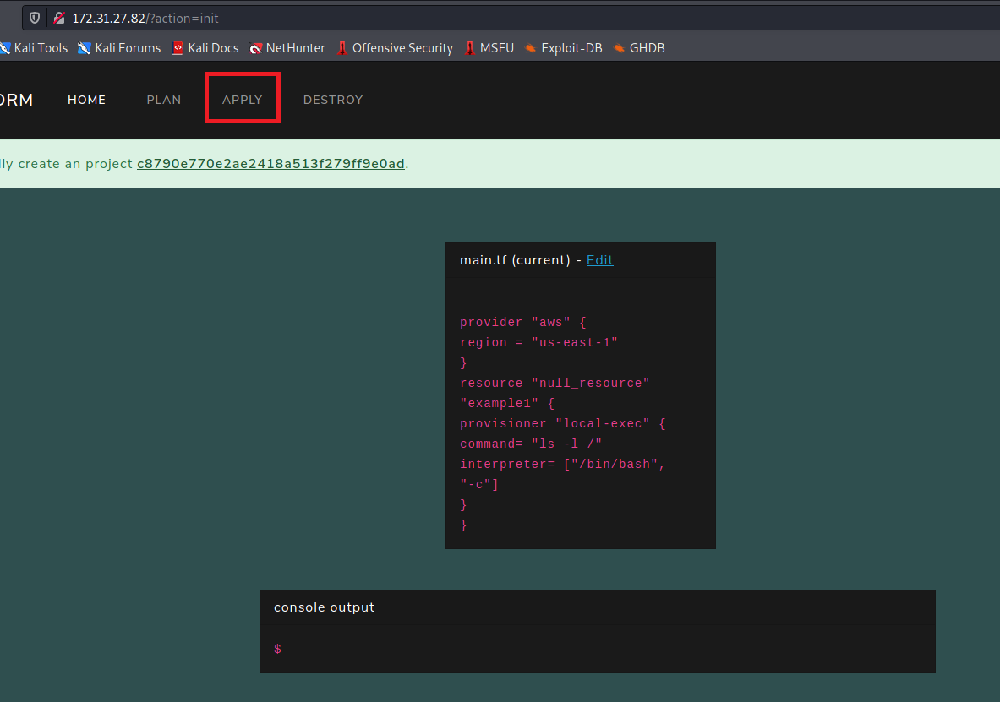 172.31.27.82/?action=init
Kali Tools Kali Forums Kali Docs NetHunter Offensive Security MSFU Exploit-DB GHDB
ORM HOME PLAN APPLY DESTROY
lly create an project c8790e770e2ae2418a513f279ff9e0ad.
main.tf (current) - Edit
provider "aws" {
region = "us-east-1"
}
resource "null_resource"
"example1" {
provisioner "local-exec" {
command= "ls -l /"
interpreter= ["/bin/bash",
"-c"]
}
}
console output
$